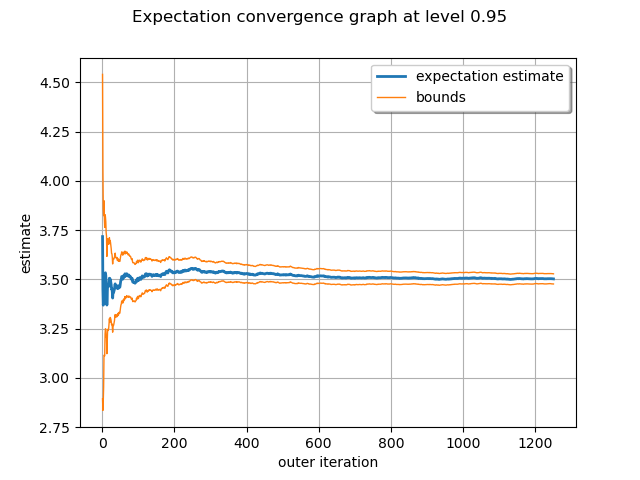 Expectation convergence graph at level 0.95
expectation estimate
bounds
4.50
4.25
4.00
3.75
3.50
3.25
3.00
2.75
estimate
0 200 400 600 800 1000 1200
outer iteration